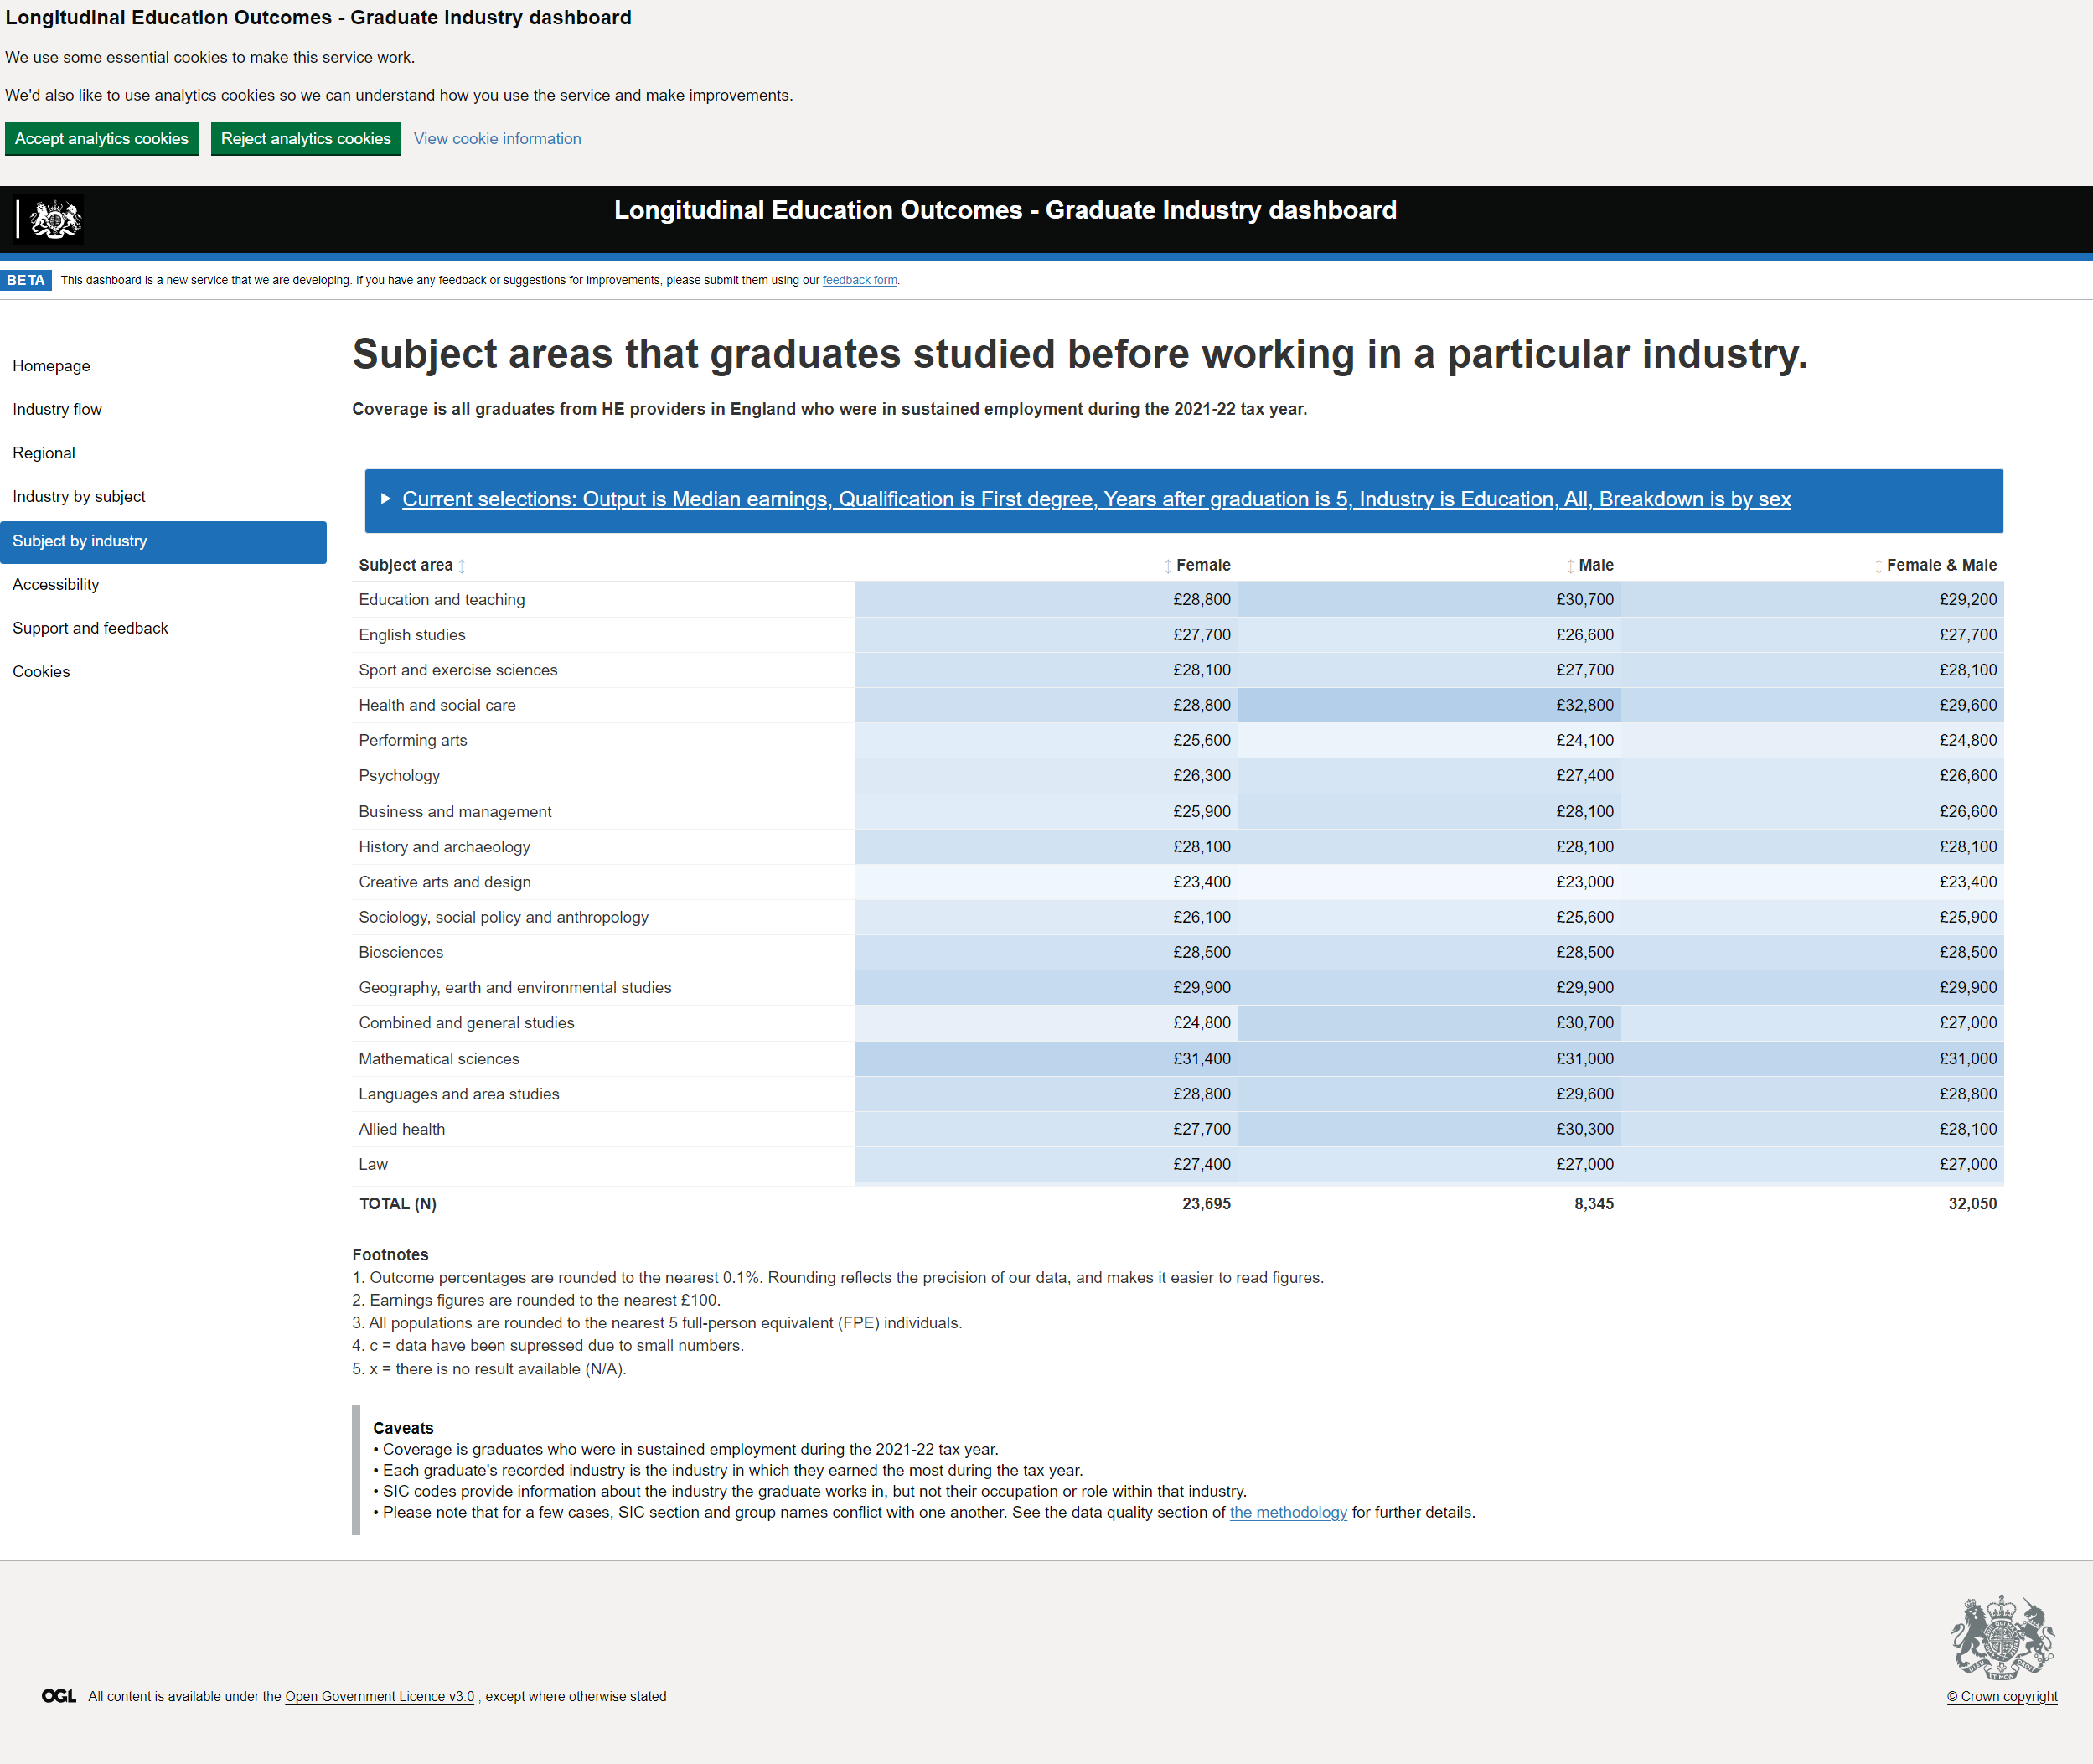 Longitudinal Education Outcomes - Graduate Industry dashboard
We use some essential cookies to make this service work.
We'd also like to use analytics cookies so we can understand how you use the service and make improvements.
Accept analytics cookies Reject analytics cookies View cookie information
Longitudinal Education Outcomes - Graduate Industry dashboard
BETA This dashboard is a new service that we are developing. If you have any feedback or suggestions for improvements, please submit them using our feedback form.
Homepage
Industry flow
Regional
Industry by subject
Subject by industry
Accessibility
Support and feedback
Cookies
Subject areas that graduates studied before working in a particular industry.
Coverage is all graduates from HE providers in England who were in sustained employment during the 2021-22 tax year.
Current selections: Output is Median earnings, Qualification is First degree, Years after graduation is 5, Industry is Education, All, Breakdown is by sex
Subject area Female Male Female & Male
Education and teaching £28,800 £30,700 £29,200
English studies £27,700 £26,600 £27,700
Sport and exercise sciences £28,100 £27,700 £28,100
Health and social care £28,800 £32,800 £29,600
Performing arts £25,600 £24,100 £24,800
Psychology £26,300 £27,400 £26,600
Business and management £25,900 £28,100 £26,600
History and archaeology £28,100 £28,100 £28,100
Creative arts and design £23,400 £23,000 £23,400
Sociology, social policy and anthropology £26,100 £25,600 £25,900
Biosciences £28,500 £28,500 £28,500
Geography, earth and environmental studies £29,900 £29,900 £29,900
Combined and general studies £24,800 £30,700 £27,000
Mathematical sciences £31,400 £31,000 £31,000
Languages and area studies £28,800 £29,600 £28,800
Allied health £27,700 £30,300 £28,100
Law £27,400 £27,000 £27,000
TOTAL (N) 23,695 8,345 32,050
Footnotes
1. Outcome percentages are rounded to the nearest 0.1%. Rounding reflects the precision of our data, and makes it easier to read figures.
2. Earnings figures are rounded to the nearest £100.
3. All populations are rounded to the nearest 5 full-person equivalent (FPE) individuals.
4. c = data have been supressed due to small numbers.
5. x = there is no result available (N/A).
Caveats
• Coverage is graduates who were in sustained employment during the 2021-22 tax year.
• Each graduate's recorded industry is the industry in which they earned the most during the tax year.
• SIC codes provide information about the industry the graduate works in, but not their occupation or role within that industry.
• Please note that for a few cases, SIC section and group names conflict with one another. See the data quality section of the methodology for further details.
OGL All content is available under the Open Government Licence v3.0 , except where otherwise stated
© Crown copyright